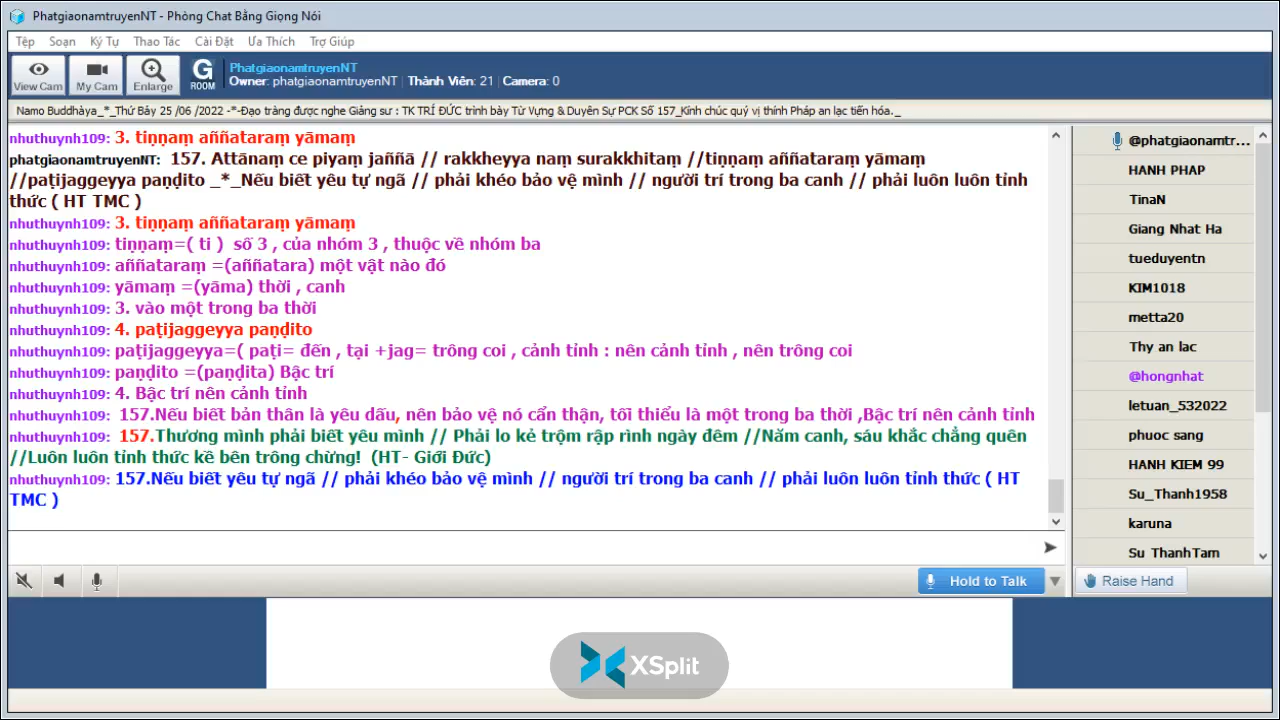 PhatgiaonamtruyenNT - Phòng Chat Bằng Giọng Nói
Tệp Soạn Ký Tự Thao Tác Cài Đặt Ưa Thích Trợ Giúp
View Cam My Cam Enlarge G ROOM
PhatgiaonamtruyenNT
Owner: phatgiaonamtruyenNT | Thành Viên: 21 | Camera: 0
Namo Buddhàya_*_Thứ Bảy 25 /06 /2022 -*-Đạo tràng được nghe Giảng sư : TK TRÍ ĐỨC trình bày Từ Vựng & Duyên Sự PCK Số 157_Kính chúc quý vị thính Pháp an lạc tiến hóa._
nhuthuynh109: 3. tiṇṇaṃ aññataraṃ yāmaṃ
phatgiaonamtruyenNT: 157. Attānaṃ ce piyaṃ jaññā // rakkheyya naṃ surakkhitaṃ //tiṇṇaṃ aññataraṃ yāmaṃ
//paṭijaggeyya paṇḍito _*_Nếu biết yêu tự ngã // phải khéo bảo vệ mình // người trí trong ba canh // phải luôn luôn tỉnh
thức ( HT TMC )
nhuthuynh109: 3. tiṇṇaṃ aññataraṃ yāmaṃ
nhuthuynh109: tiṇṇaṃ=( ti ) số 3 , của nhóm 3 , thuộc về nhóm ba
nhuthuynh109: aññataraṃ =(aññatara) một vật nào đó
nhuthuynh109: yāmaṃ =(yāma) thời , canh
nhuthuynh109: 3. vào một trong ba thời
nhuthuynh109: 4. paṭijaggeyya paṇḍito
nhuthuynh109: paṭijaggeyya=( paṭi= đến , tại +jag= trông coi , cảnh tỉnh : nên cảnh tỉnh , nên trông coi
nhuthuynh109: paṇḍito =(paṇḍita) Bậc trí
nhuthuynh109: 4. Bậc trí nên cảnh tỉnh
nhuthuynh109: 157.Nếu biết bản thân là yêu dấu, nên bảo vệ nó cẩn thận, tối thiểu là một trong ba thời ,Bậc trí nên cảnh tỉnh
nhuthuynh109: 157.Thương mình phải biết yêu mình // Phải lo kẻ trộm rập rình ngày đêm //Năm canh, sáu khắc chẳng quên
//Luôn luôn tỉnh thức kề bên trông chừng! (HT- Giới Đức)
nhuthuynh109: 157.Nếu biết yêu tự ngã // phải khéo bảo vệ mình // người trí trong ba canh // phải luôn luôn tỉnh thức ( HT
TMC )
@phatgiaonamtr...
HANH PHAP
TinaN
Giang Nhat Ha
tueduyentn
KIM1018
metta20
Thy an lac
@hongnhat
letuan_532022
phuoc sang
HANH KIEM 99
Su_Thanh1958
karuna
Su ThanhTam
Hold to Talk
Raise Hand
XSplit